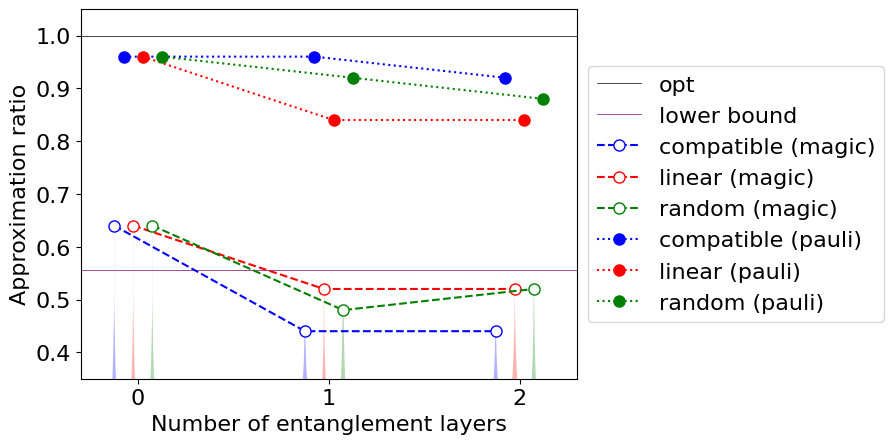 1.0
0.9
0.8
0.7
0.6
0.5
0.4
Approximation ratio
0
1
2
Number of entanglement layers
opt
lower bound
compatible (magic)
linear (magic)
random (magic)
compatible (pauli)
linear (pauli)
random (pauli)